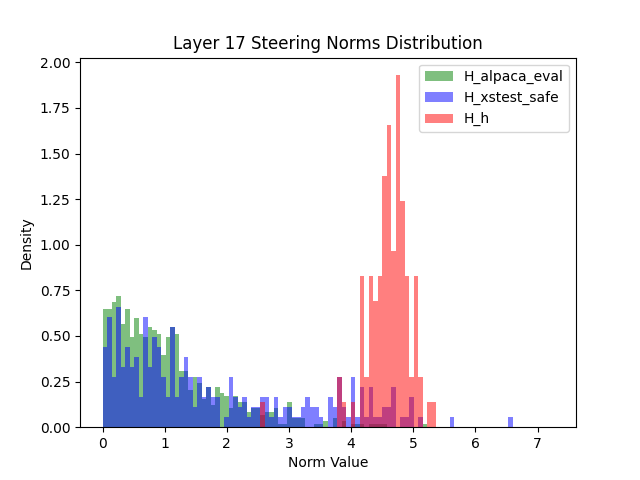 Layer 17 Steering Norms Distribution
H_alpaca_eval
H_xstest_safe
H_h
Density
2.00
1.75
1.50
1.25
1.00
0.75
0.50
0.25
0.00
0 1 2 3 4 5 6 7
Norm Value